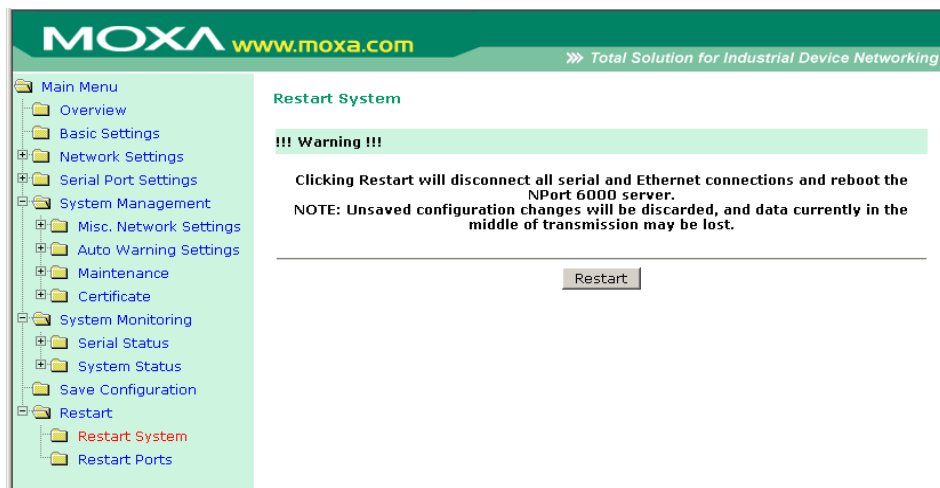 MOXA www.moxa.com
Total Solution for Industrial Device Networking
Main Menu
Overview
Basic Settings
Network Settings
Serial Port Settings
System Management
Misc. Network Settings
Auto Warning Settings
Maintenance
Certificate
System Monitoring
Serial Status
System Status
Save Configuration
Restart
Restart System
Restart Ports
Restart System
!!! Warning !!!
Clicking Restart will disconnect all serial and Ethernet connections and reboot the
NPort 6000 server.
NOTE: Unsaved configuration changes will be discarded, and data currently in the
middle of transmission may be lost.
Restart